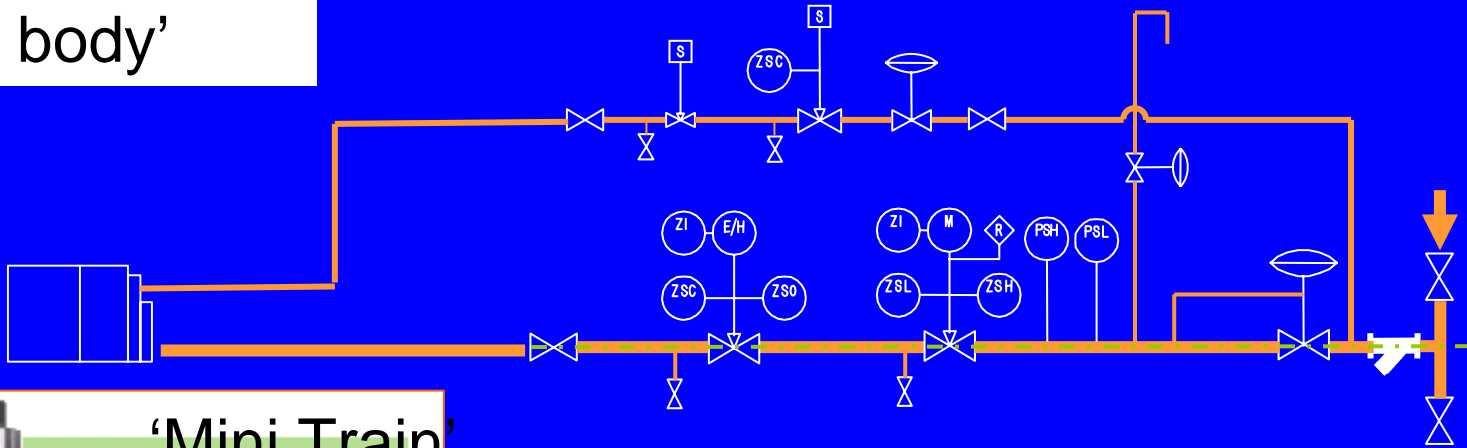 body’
S
S
ZSC
ZI
E/H
ZSC
ZSO
ZI
M
R
PSH
PSL
ZSL
ZSH
‘Mini Train’